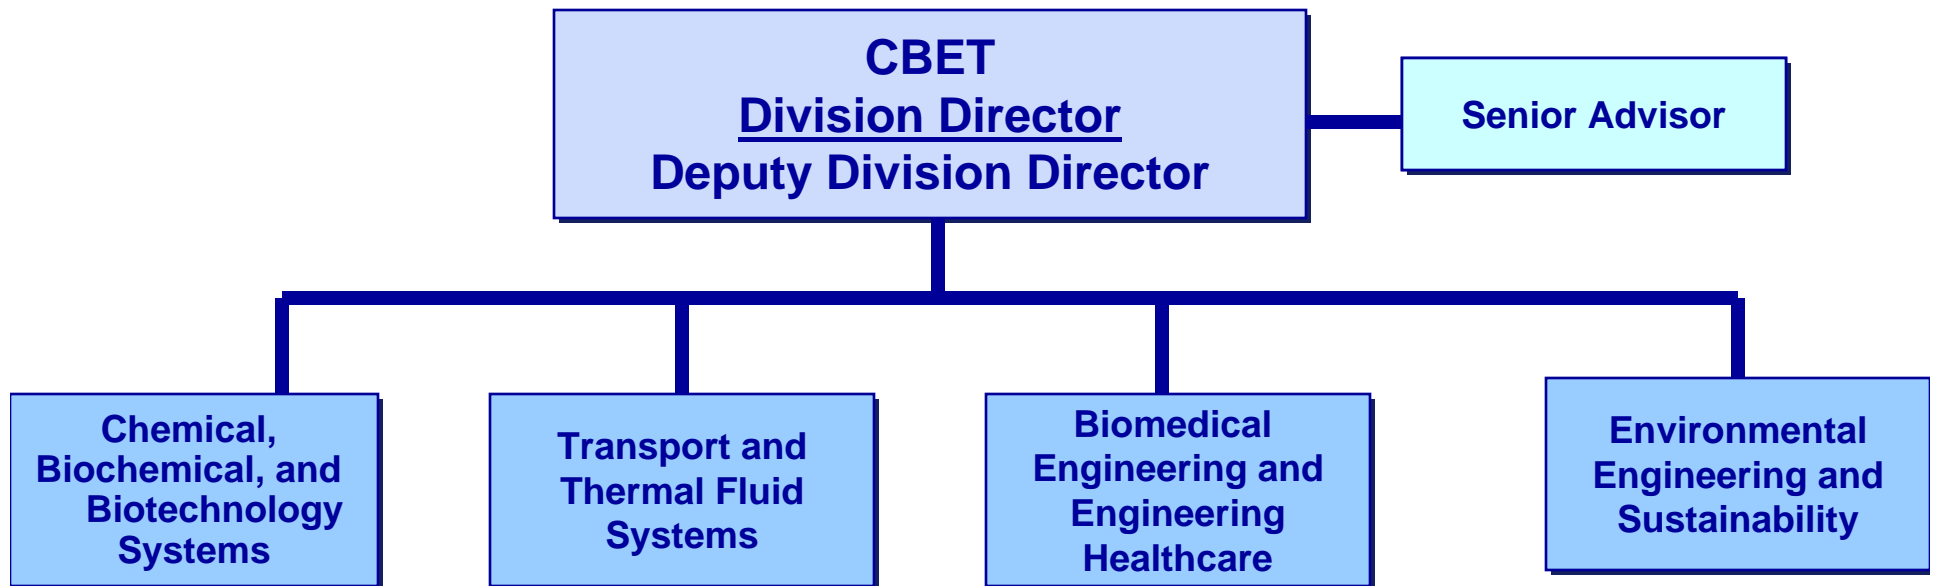 CBET
Division Director
Deputy Division Director
Senior Advisor
Chemical,
Biochemical, and
Biotechnology
Systems
Transport and
Thermal Fluid
Systems
Biomedical
Engineering and
Engineering
Healthcare
Environmental
Engineering and
Sustainability